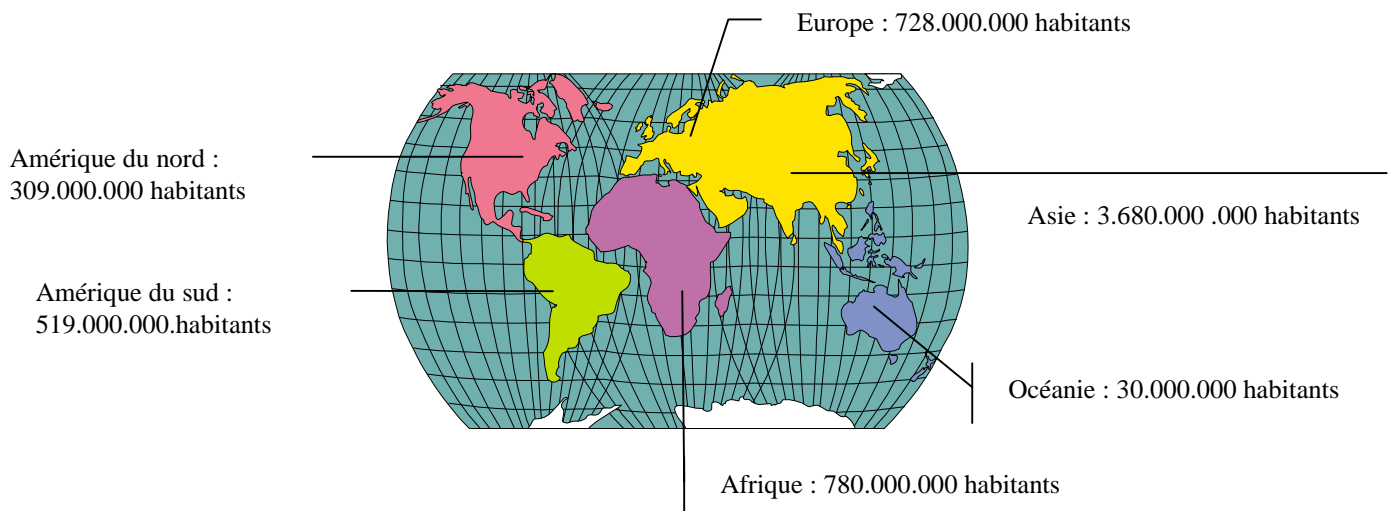 Europe : 728.000.000 habitants
Amérique du nord :
309.000.000 habitants
Asie : 3.680.000 .000 habitants
Amérique du sud :
519.000.000.habitants
Océanie : 30.000.000 habitants
Afrique : 780.000.000 habitants